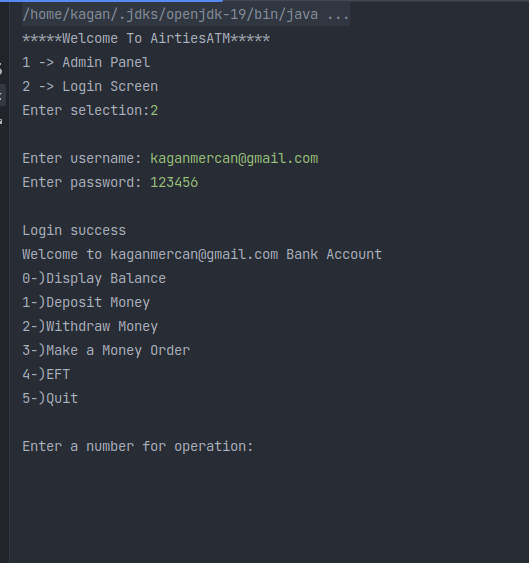 /home/kagan/.jdks/openjdk-19/bin/java ...
*****Welcome To AirtiesATM*****
1 -> Admin Panel
2 -> Login Screen
Enter selection:2
Enter username: kaganmercan@gmail.com
Enter password: 123456
Login success
Welcome to kaganmercan@gmail.com Bank Account
0-)Display Balance
1-)Deposit Money
2-)Withdraw Money
3-)Make a Money Order
4-)EFT
5-)Quit
Enter a number for operation: